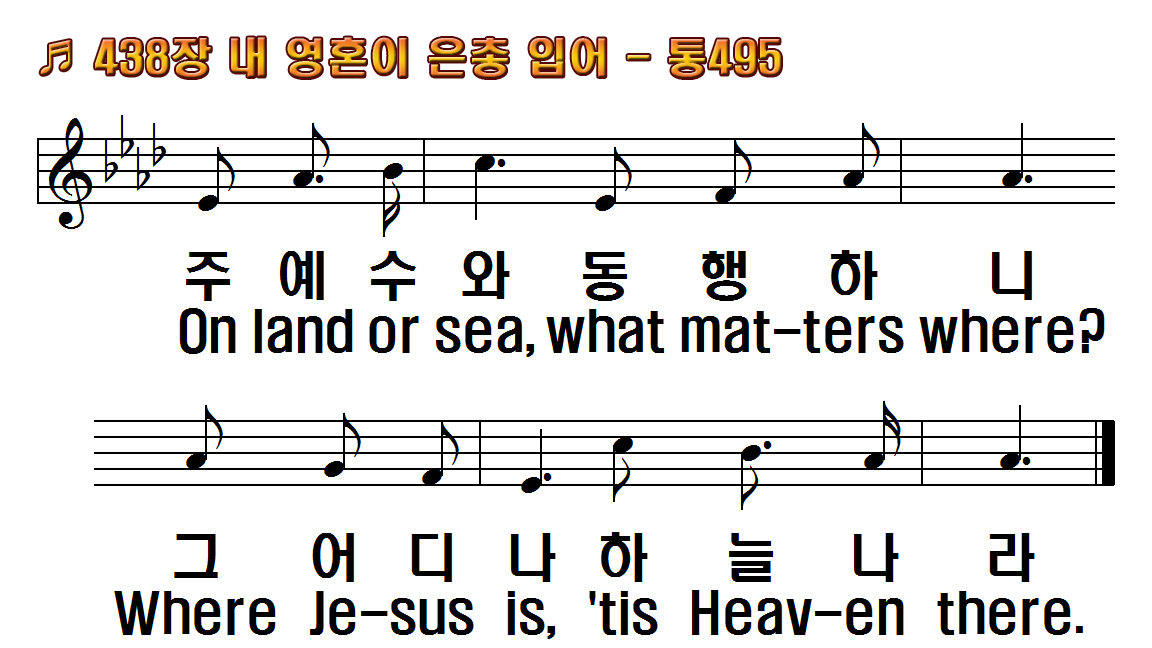 ♬ 438장 내 영혼이 은총 입어 - 통495
주 예 수 와 동 행 하 니
On land or sea, what mat-ters where?
그 어 디 나 하 늘 나 라
Where Je-sus is, 'tis Heav-en there.